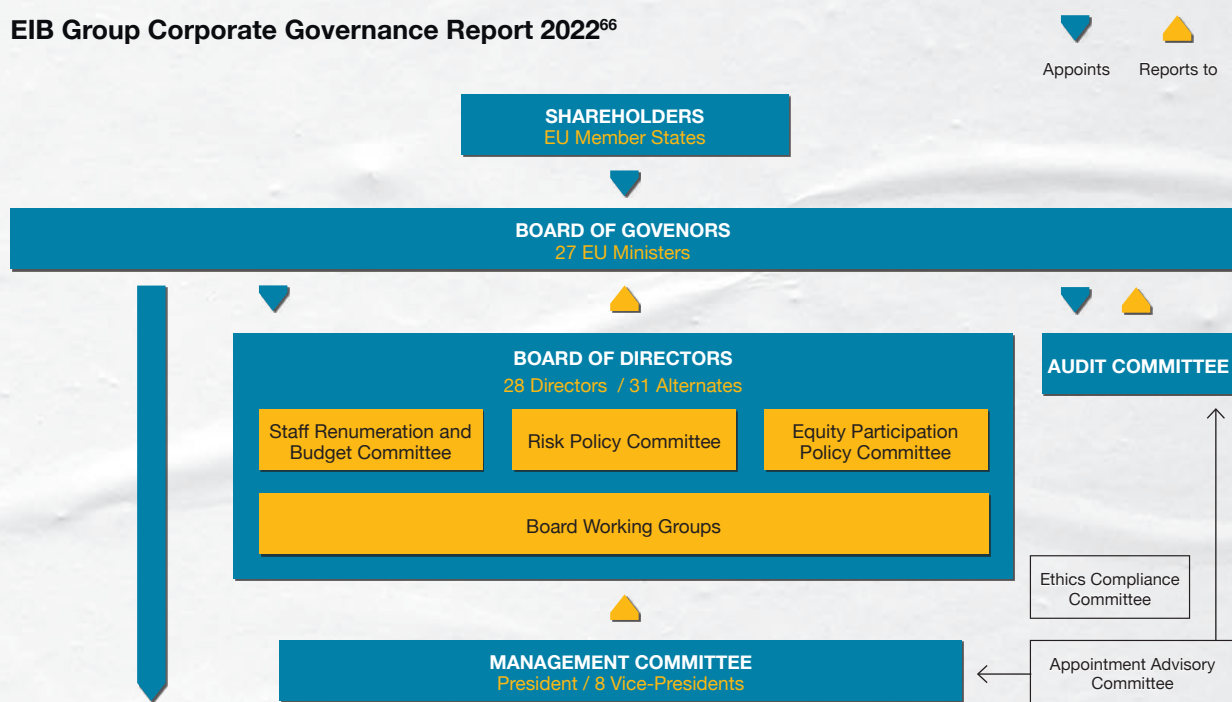 EIB Group Corporate Governance Report 2022⁶⁶
Appoints
Reports to
SHAREHOLDERS
EU Member States
BOARD OF GOVENORS
27 EU Ministers
BOARD OF DIRECTORS
28 Directors / 31 Alternates
AUDIT COMMITTEE
Staff Renumeration and
Budget Committee
Risk Policy Committee
Equity Participation
Policy Committee
Board Working Groups
Ethics Compliance
Committee
MANAGEMENT COMMITTEE
President / 8 Vice-Presidents
Appointment Advisory
Committee